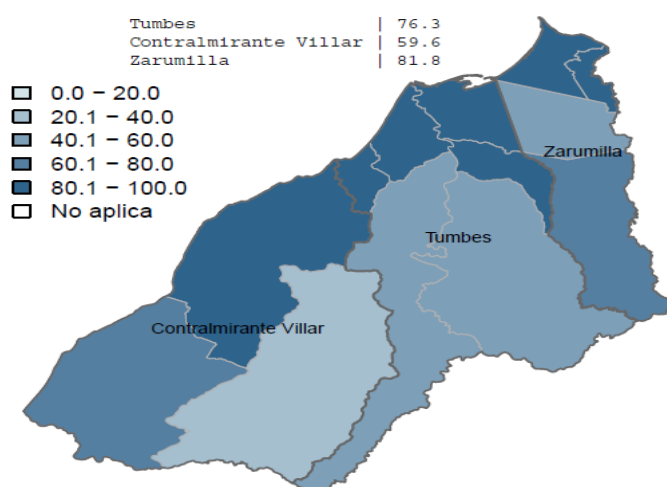 Tumbes | 76.3
Contralmirante Villar | 59.6
Zarumilla | 81.8
0.0 − 20.0
20.1 − 40.0
40.1 − 60.0
60.1 − 80.0
80.1 − 100.0
No aplica
Zarumilla
Tumbes
Contralmirante Villar